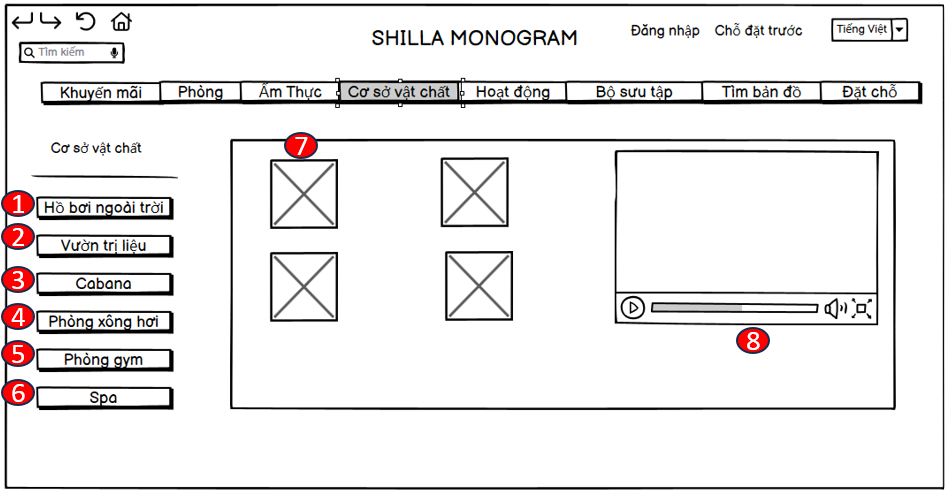 SHILLA MONOGRAM
Đăng nhập
Chỗ đặt trước
Tiếng Việt
Tìm kiếm
Khuyến mãi
Phòng
Ẩm Thực
Cơ sở vật chất
Hoạt động
Bộ sưu tập
Tìm bản đồ
Đặt chỗ
Cơ sở vật chất
1
Hồ bơi ngoài trời
2
Vườn trị liệu
3
Cabana
4
Phòng xông hơi
5
Phòng gym
6
Spa
7
8